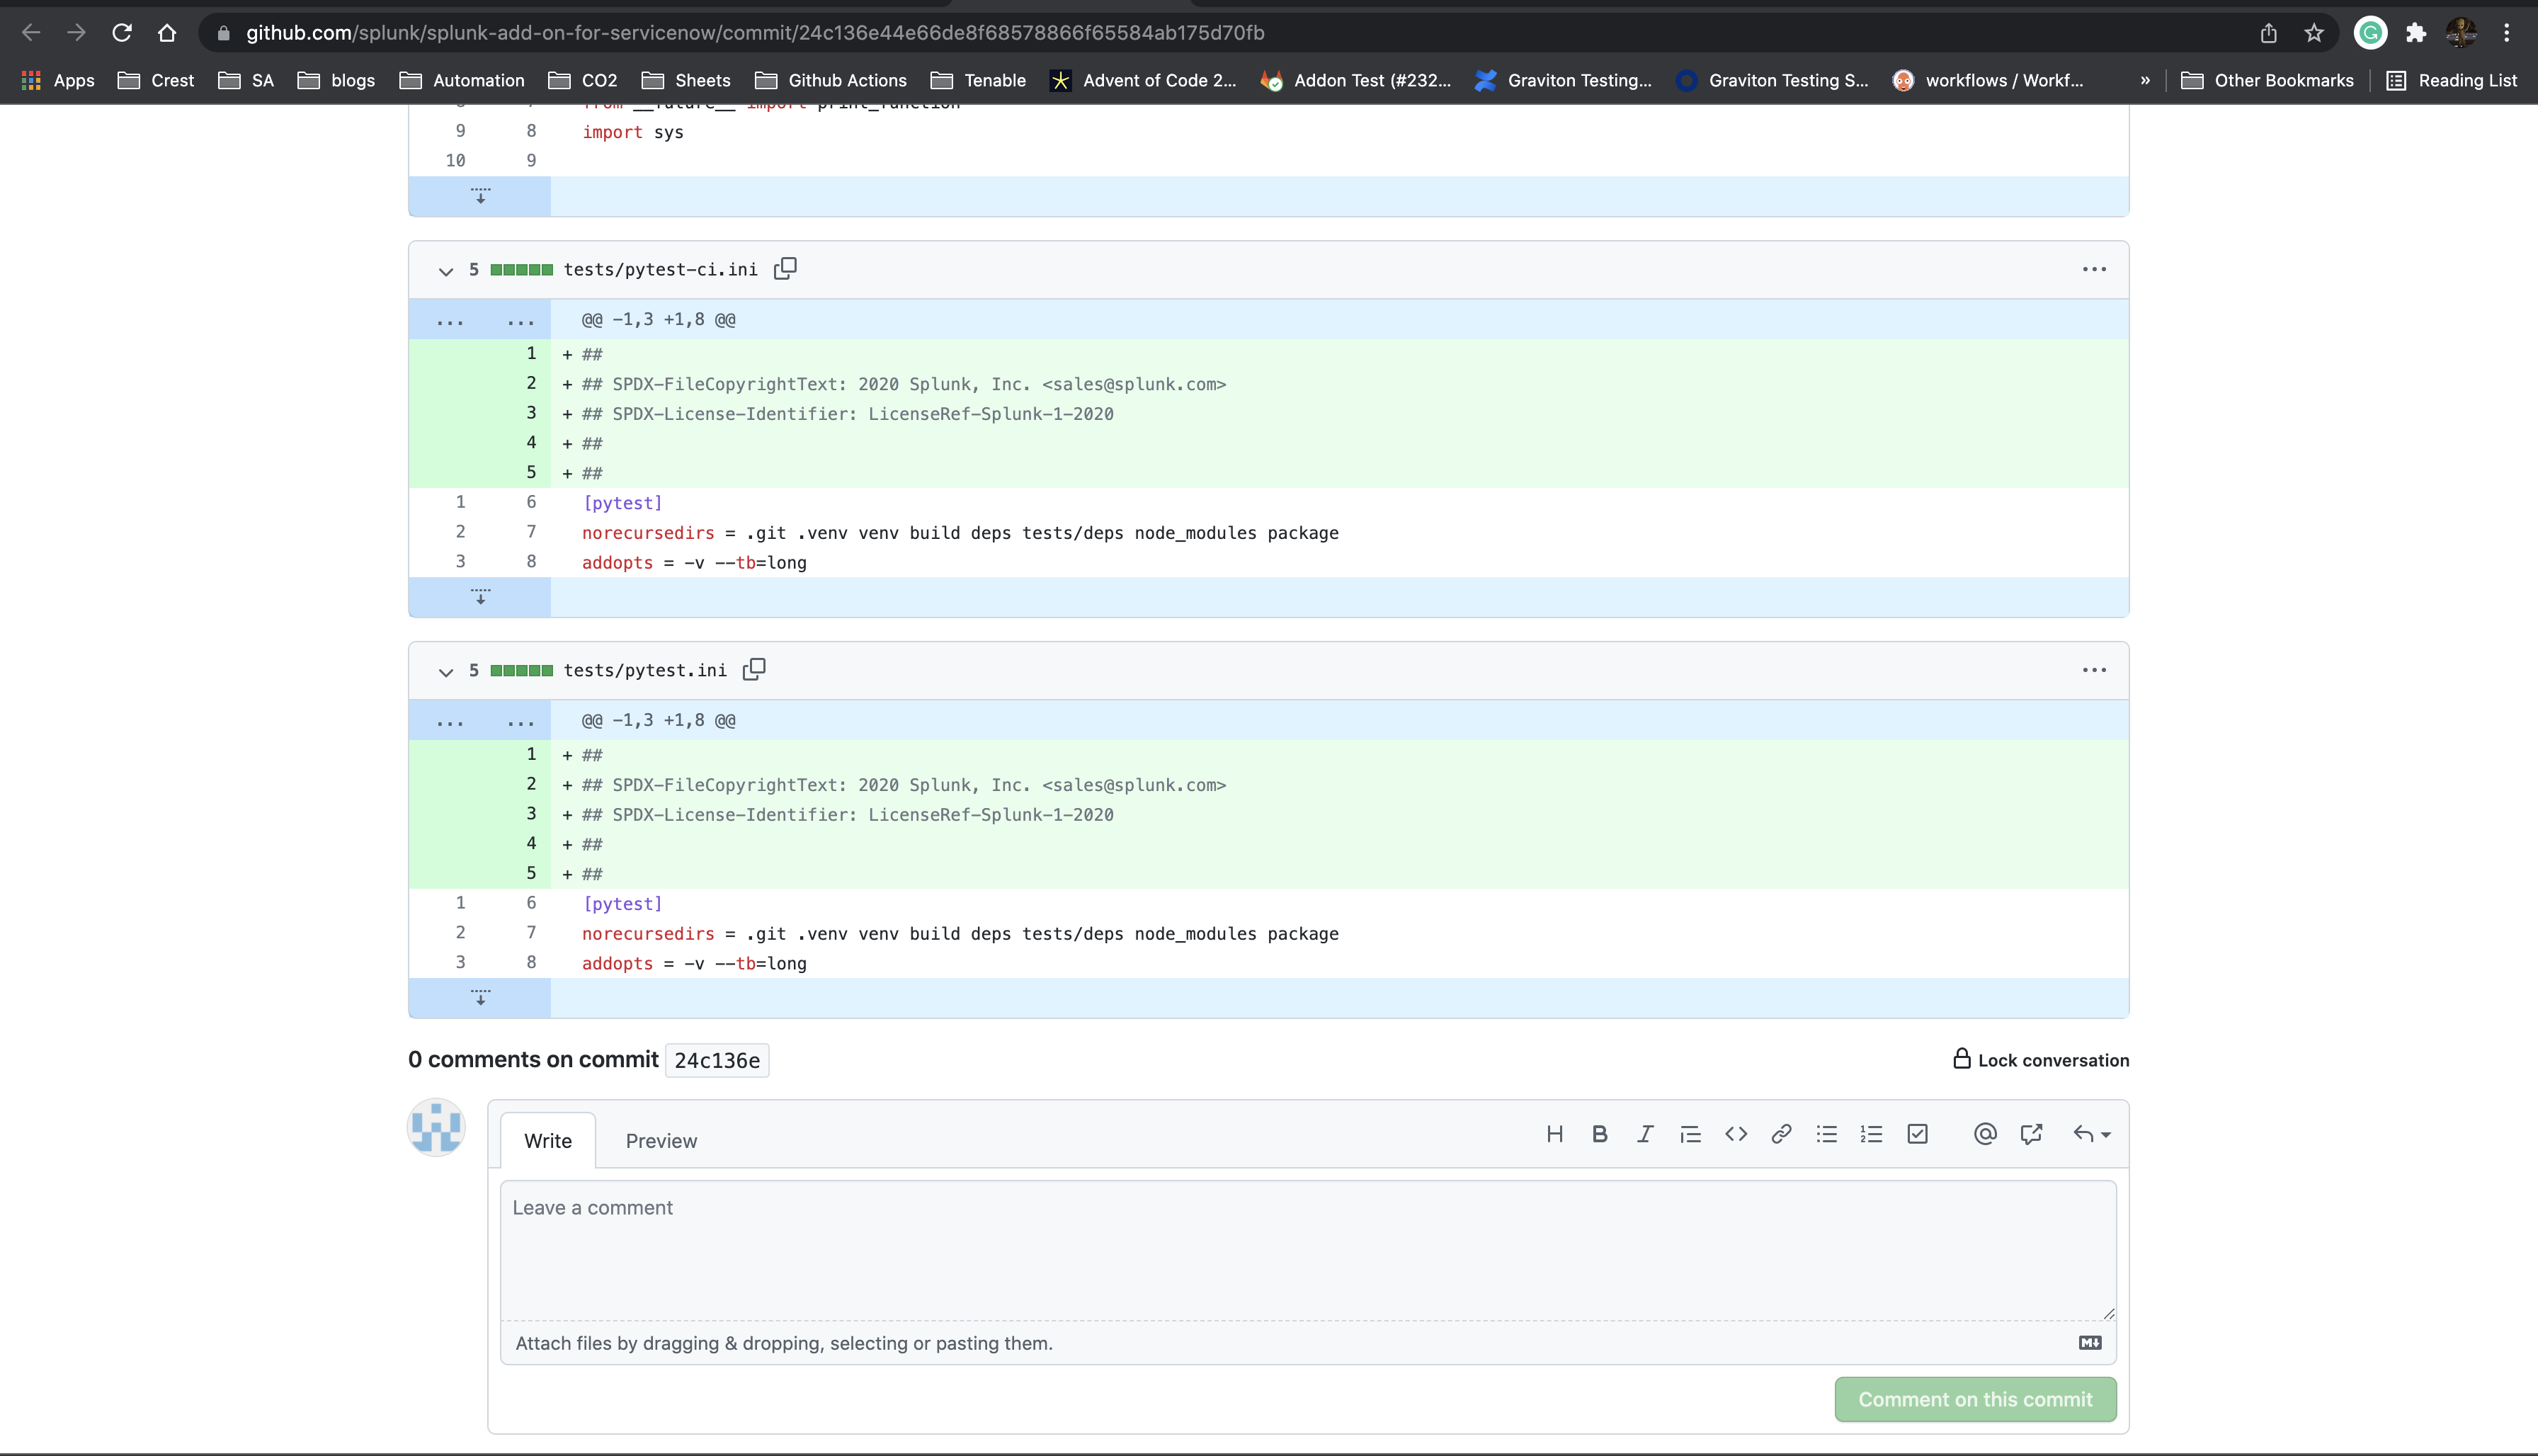 github.com/splunk/splunk-add-on-for-servicenow/commit/24c136e44e66de8f68578866f65584ab175d70fb
Apps Crest SA blogs Automation CO2 Sheets Github Actions Tenable Advent of Code 2... Addon Test (#232... Graviton Testing... Graviton Testing S... workflows / Workf... » Other Bookmarks Reading List
8 7 from __future__ import print_function
9 8 import sys
10 9
5 tests/pytest-ci.ini
... ... @@ -1,3 +1,8 @@
1 + ##
2 + ## SPDX-FileCopyrightText: 2020 Splunk, Inc. <sales@splunk.com>
3 + ## SPDX-License-Identifier: LicenseRef-Splunk-1-2020
4 + ##
5 + ##
1 6 [pytest]
2 7 norecursedirs = .git .venv venv build deps tests/deps node_modules package
3 8 addopts = -v --tb=long
5 tests/pytest.ini
... ... @@ -1,3 +1,8 @@
1 + ##
2 + ## SPDX-FileCopyrightText: 2020 Splunk, Inc. <sales@splunk.com>
3 + ## SPDX-License-Identifier: LicenseRef-Splunk-1-2020
4 + ##
5 + ##
1 6 [pytest]
2 7 norecursedirs = .git .venv venv build deps tests/deps node_modules package
3 8 addopts = -v --tb=long
0 comments on commit 24c136e Lock conversation
Write Preview
Leave a comment
Attach files by dragging & dropping, selecting or pasting them.
Comment on this commit